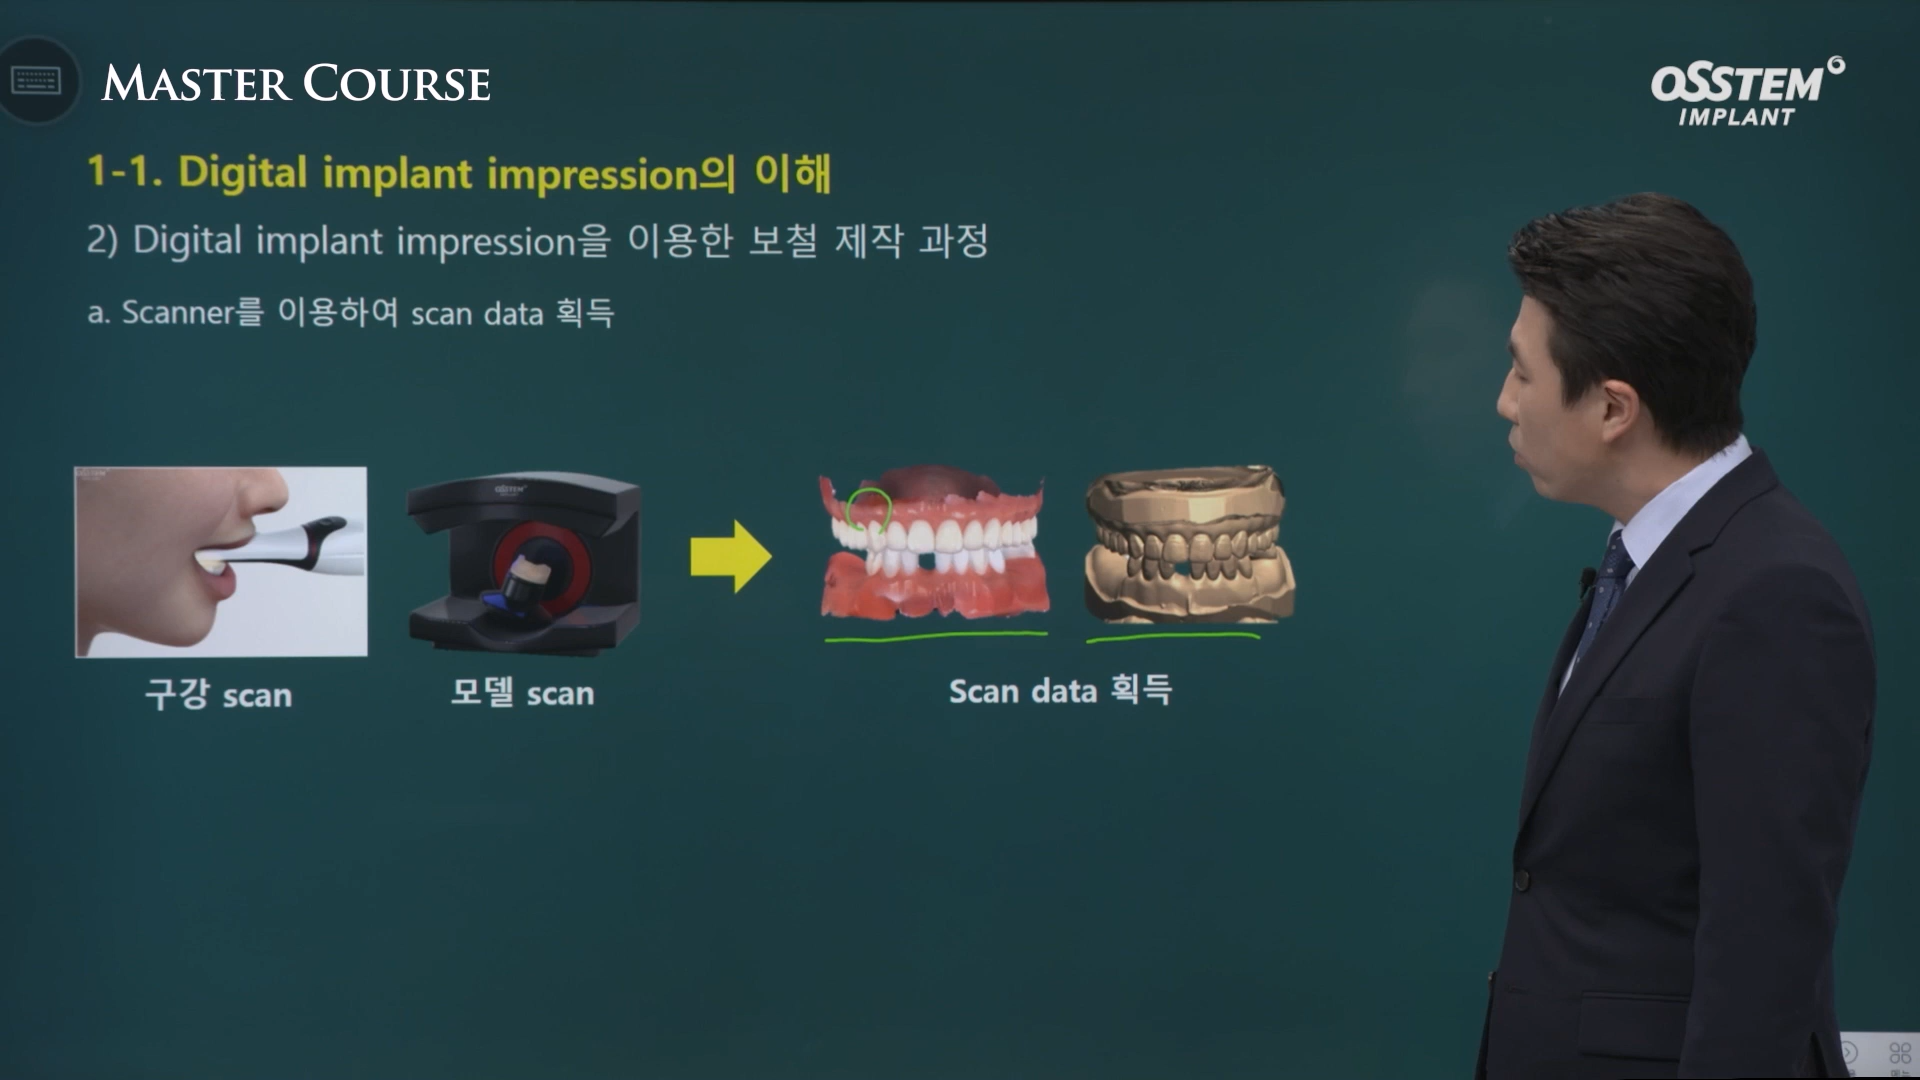 MASTER COURSE
OSSTEM
IMPLANT
1-1. Digital implant impression의 이해
2) Digital implant impression을 이용한 보철 제작 과정
a. Scanner를 이용하여 scan data 획득
OSSTEM
구강 scan
모델 scan
Scan data 획득